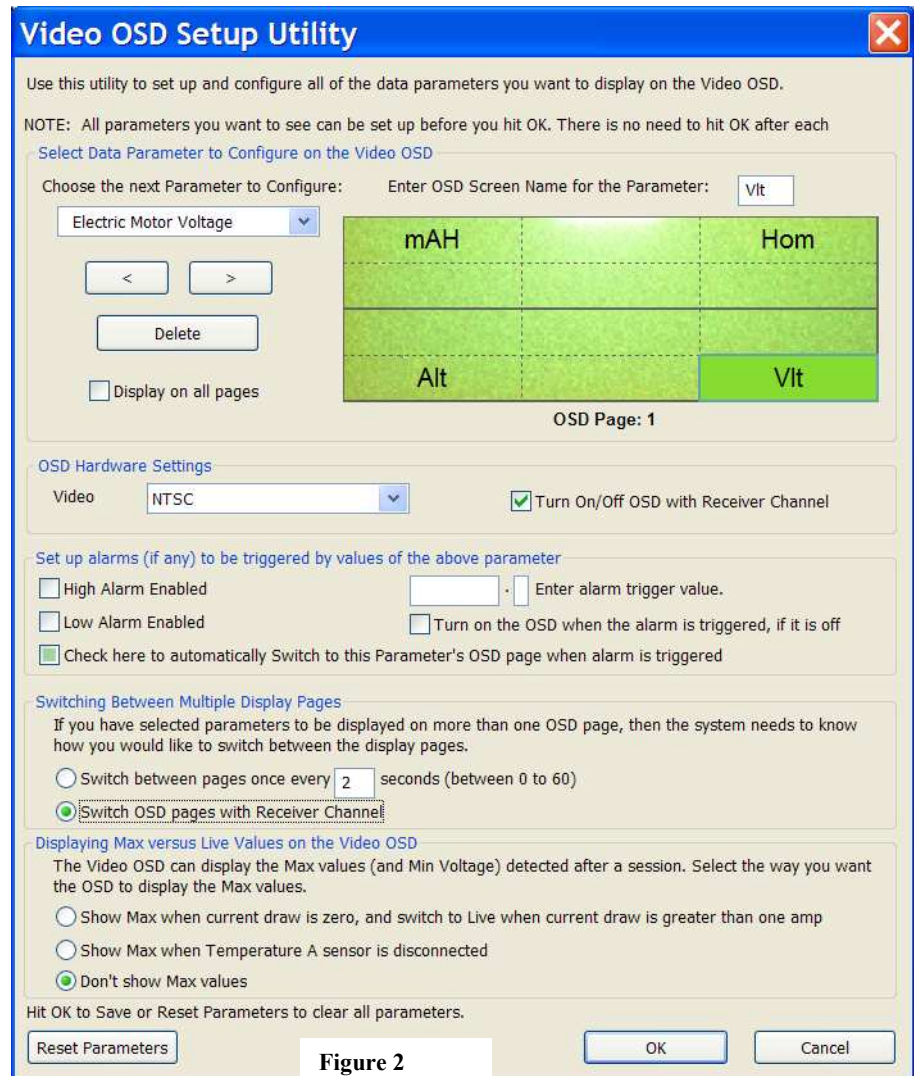 Video OSD Setup Utility
Use this utility to set up and configure all of the data parameters you want to display on the Video OSD.
NOTE: All parameters you want to see can be set up before you hit OK. There is no need to hit OK after each
Select Data Parameter to Configure on the Video OSD
Choose the next Parameter to Configure:
Enter OSD Screen Name for the Parameter:
Vlt
Electric Motor Voltage
<
>
Delete
Display on all pages
mAH
Hom
Alt
Vlt
OSD Page: 1
OSD Hardware Settings
Video
NTSC
Turn On/Off OSD with Receiver Channel
Set up alarms (if any) to be triggered by values of the above parameter
High Alarm Enabled
. Enter alarm trigger value.
Low Alarm Enabled
Turn on the OSD when the alarm is triggered, if it is off
Check here to automatically Switch to this Parameter's OSD page when alarm is triggered
Switching Between Multiple Display Pages
If you have selected parameters to be displayed on more than one OSD page, then the system needs to know
how you would like to switch between the display pages.
Switch between pages once every 2 seconds (between 0 to 60)
Switch OSD pages with Receiver Channel
Displaying Max versus Live Values on the Video OSD
The Video OSD can display the Max values (and Min Voltage) detected after a session. Select the way you want
the OSD to display the Max values.
Show Max when current draw is zero, and switch to Live when current draw is greater than one amp
Show Max when Temperature A sensor is disconnected
Don't show Max values
Hit OK to Save or Reset Parameters to clear all parameters.
Reset Parameters
Figure 2
OK
Cancel